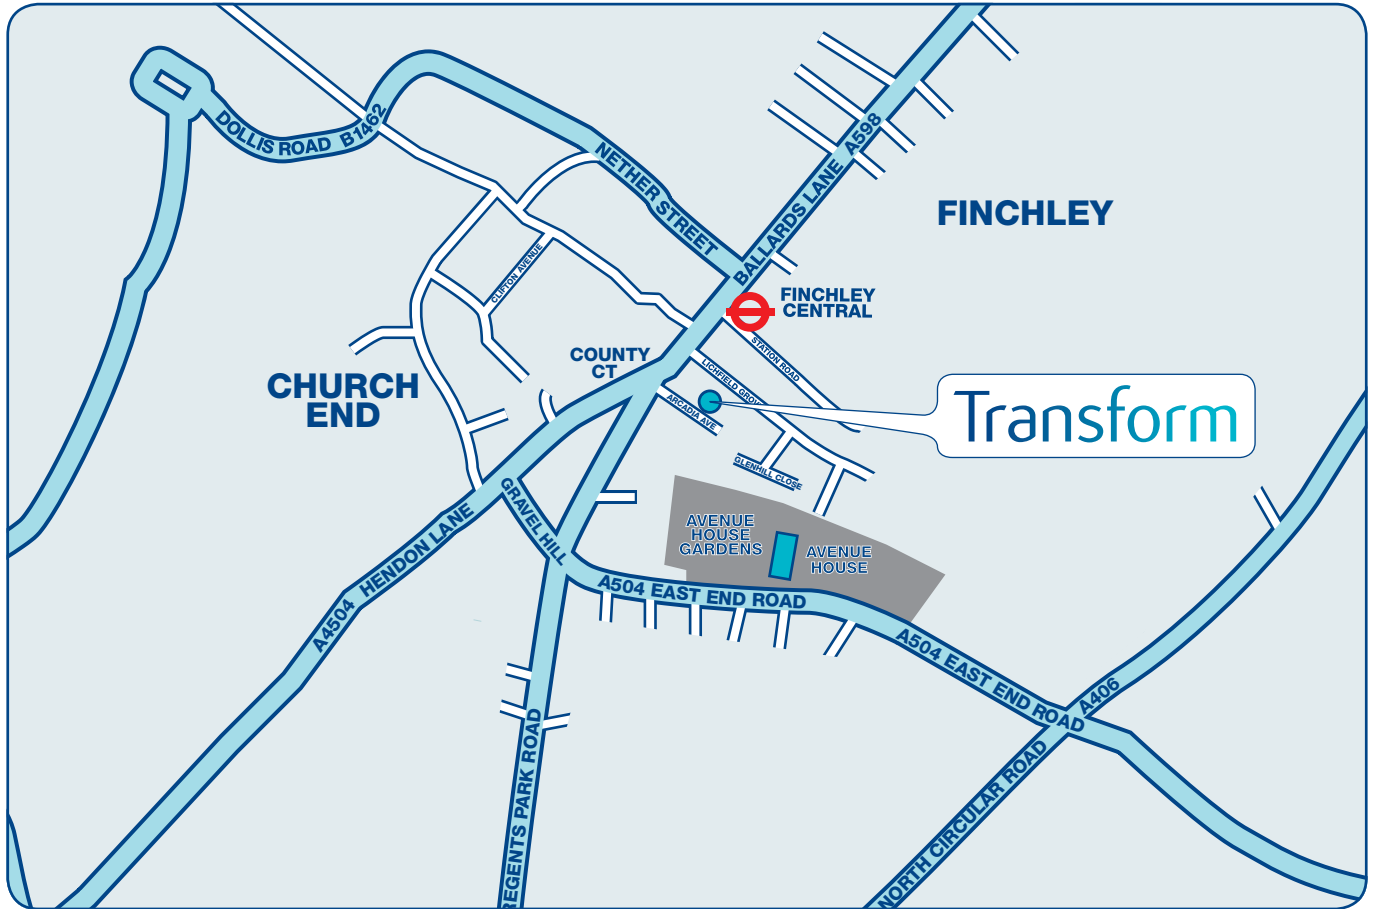 DOLLIS ROAD B1462
NETHER STREET
BALLARDS LANE A598
FINCHLEY
CLIFTON AVENUE
FINCHLEY
CENTRAL
STATION ROAD
COUNTY
CT
LICHFIELD GROV
ARCADIA AVE
CHURCH
END
Transform
GLENHILL CLOSE
GRAVEL HILL
AVENUE
HOUSE
GARDENS
AVENUE
HOUSE
A4504 HENDON LANE
A504 EAST END ROAD
A504 EAST END ROAD
A406
NORTH CIRCULAR ROAD
REGENTS PARK ROAD